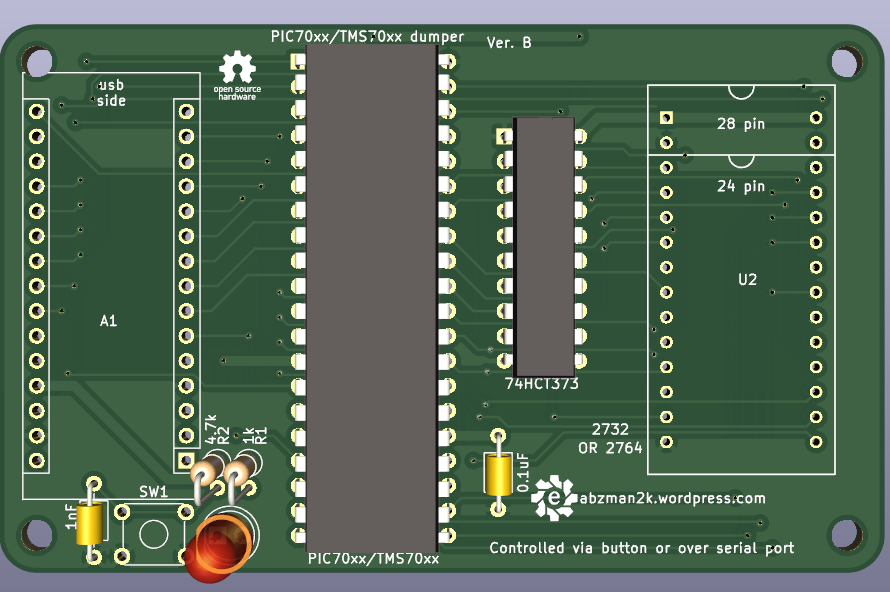 PIC70xx/TMS70xx dumper
Ver. B
usb
side
open source
hardware
28 pin
24 pin
U2
A1
74HCT373
4.7k
R2
1k
R1
2732
OR 2764
0.1uF
SW1
1nF
e
abzman2k.wordpress.com
Controlled via button or over serial port
PIC70xx/TMS70xx